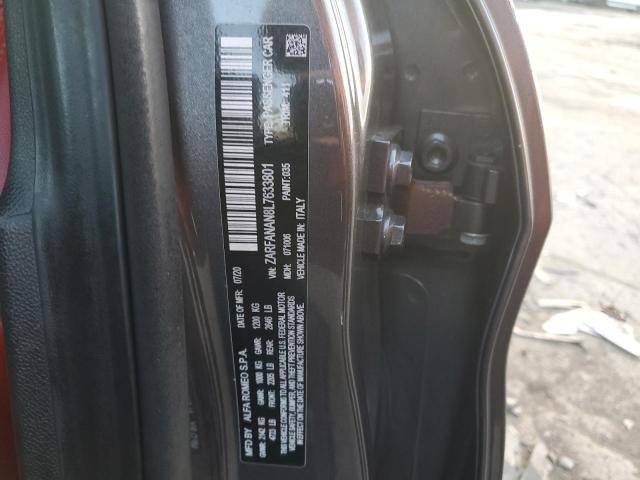 MFD BY ALFA ROMEO S.P.A. DATE OF MFR: 07/20
GVWR: 2142 KG GAWR: 1000 KG GAWR: 1200 KG
4723 LB FRONT: 2205 LB REAR: 2646 LB
THIS VEHICLE CONFORMS TO ALL APPLICABLE U.S. FEDERAL MOTOR
VEHICLE SAFETY, BUMPER, AND THEFT PREVENTION STANDARDS
IN EFFECT ON THE DATE OF MANUFACTURE SHOWN ABOVE.
VIN: ZARFANAN8L7633801 TYPE: PASSENGER CAR
MDH: 071006 PAINT: 035
VEHICLE MADE IN: ITALY